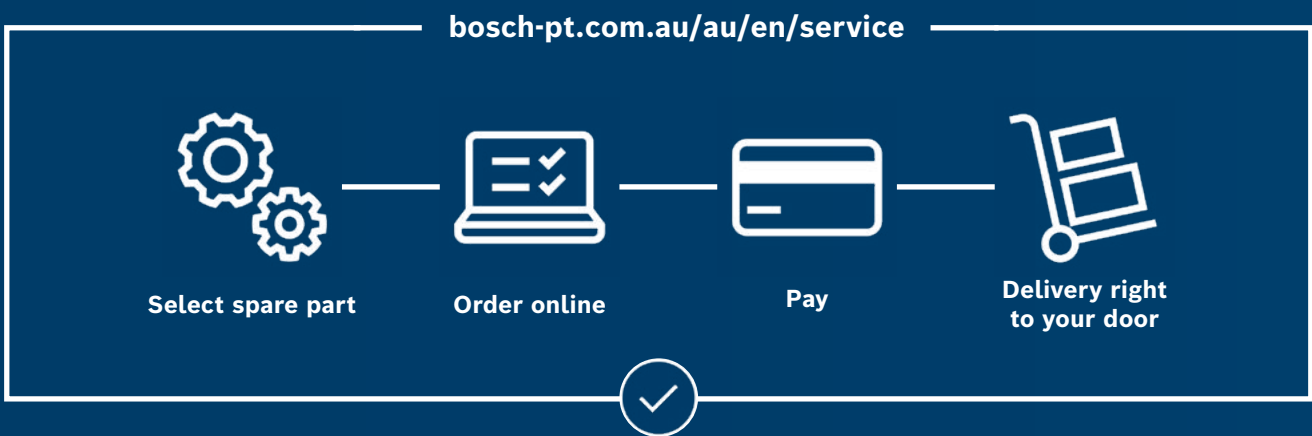 bosch-pt.com.au/au/en/service
Select spare part
Order online
Pay
Delivery right
to your door